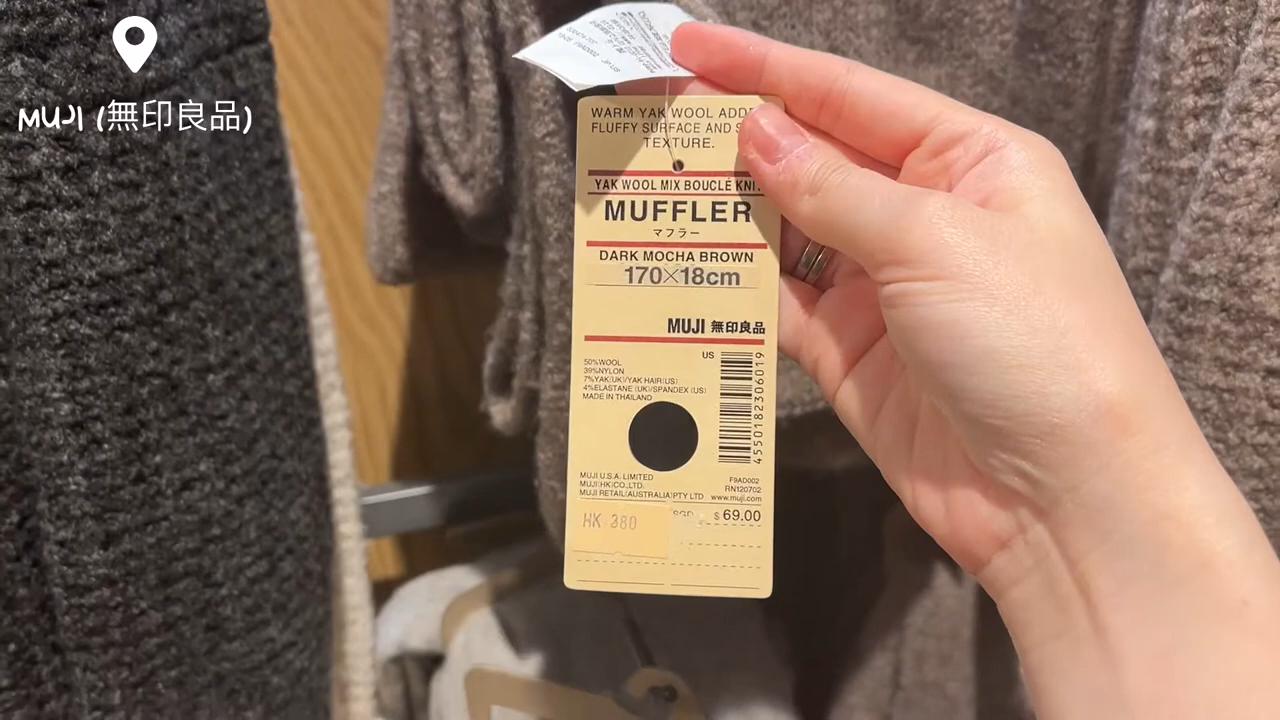 MUJI (無印良品)
WARM YAK WOOL
FLUFFY SURFACE AND
TEXTURE.
YAK WOOL MIX BOUCLÉ
MUFFLER
マフラー
DARK MOCHA BROWN
170×18cm
MUJI 無印良品
US
50%WOOL
39%NYLON
7%YAK(UK)/YAK HAIR(US)
4%ELASTANE (UK)/SPANDEX (US)
MADE IN THAILAND
4550182306019
MUJI U.S.A. LIMITED
MUJI(HK)CO.,LTD.
MUJI RETAIL(AUSTRALIA)PTY LTD
F9AD002
RN120702
www.muji.com
SGD $ 69.00
HK 380